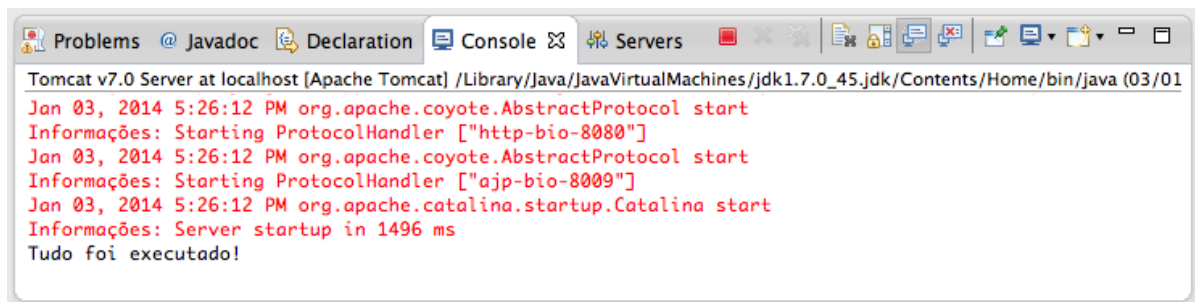 Problems @ Javadoc Declaration Console Servers
Tomcat v7.0 Server at localhost [Apache Tomcat] /Library/Java/JavaVirtualMachines/jdk1.7.0_45.jdk/Contents/Home/bin/java (03/01
Jan 03, 2014 5:26:12 PM org.apache.coyote.AbstractProtocol start
Informações: Starting ProtocolHandler ["http-bio-8080"]
Jan 03, 2014 5:26:12 PM org.apache.coyote.AbstractProtocol start
Informações: Starting ProtocolHandler ["ajp-bio-8009"]
Jan 03, 2014 5:26:12 PM org.apache.catalina.startup.Catalina start
Informações: Server startup in 1496 ms
Tudo foi executado!